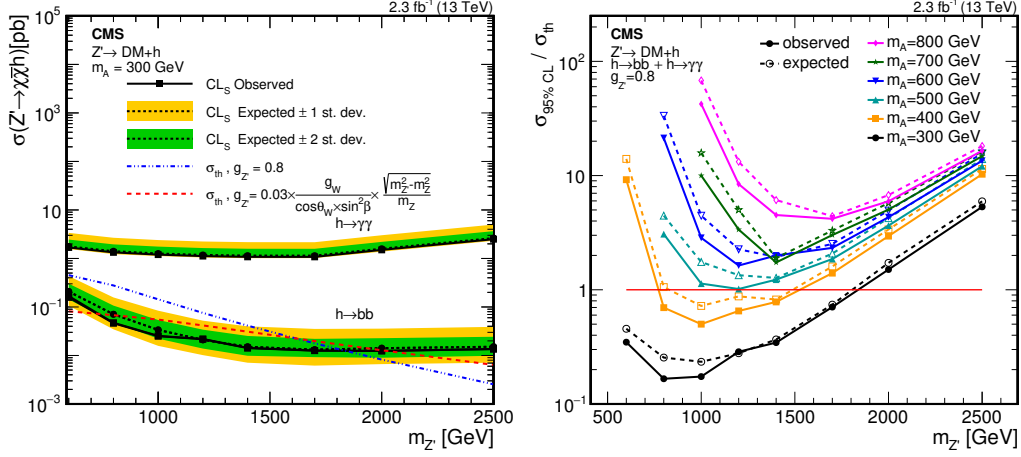 2.3 fb⁻¹ (13 TeV)
CMS
Z'→ DM+h
m_A = 300 GeV
CL_S Observed
CL_S Expected ± 1 st. dev.
CL_S Expected ± 2 st. dev.
σ_th , g_Z' = 0.8
σ_th , g_Z' = 0.03× g_W / cosθ_W×sin²β × √m²_Z'-m²_Z / m_Z'
h→γγ
h→bb
σ(Z'→χχ̄h)[pb]
10⁵
10³
10
10⁻¹
10⁻³
1000 1500 2000 2500
m_Z' [GeV]
2.3 fb⁻¹ (13 TeV)
CMS
Z'→ DM+h
h→bb + h→γγ
g_Z'=0.8
observed
expected
m_A=800 GeV
m_A=700 GeV
m_A=600 GeV
m_A=500 GeV
m_A=400 GeV
m_A=300 GeV
σ_95% CL / σ_th
10²
10
1
10⁻¹
500 1000 1500 2000 2500
m_Z' [GeV]